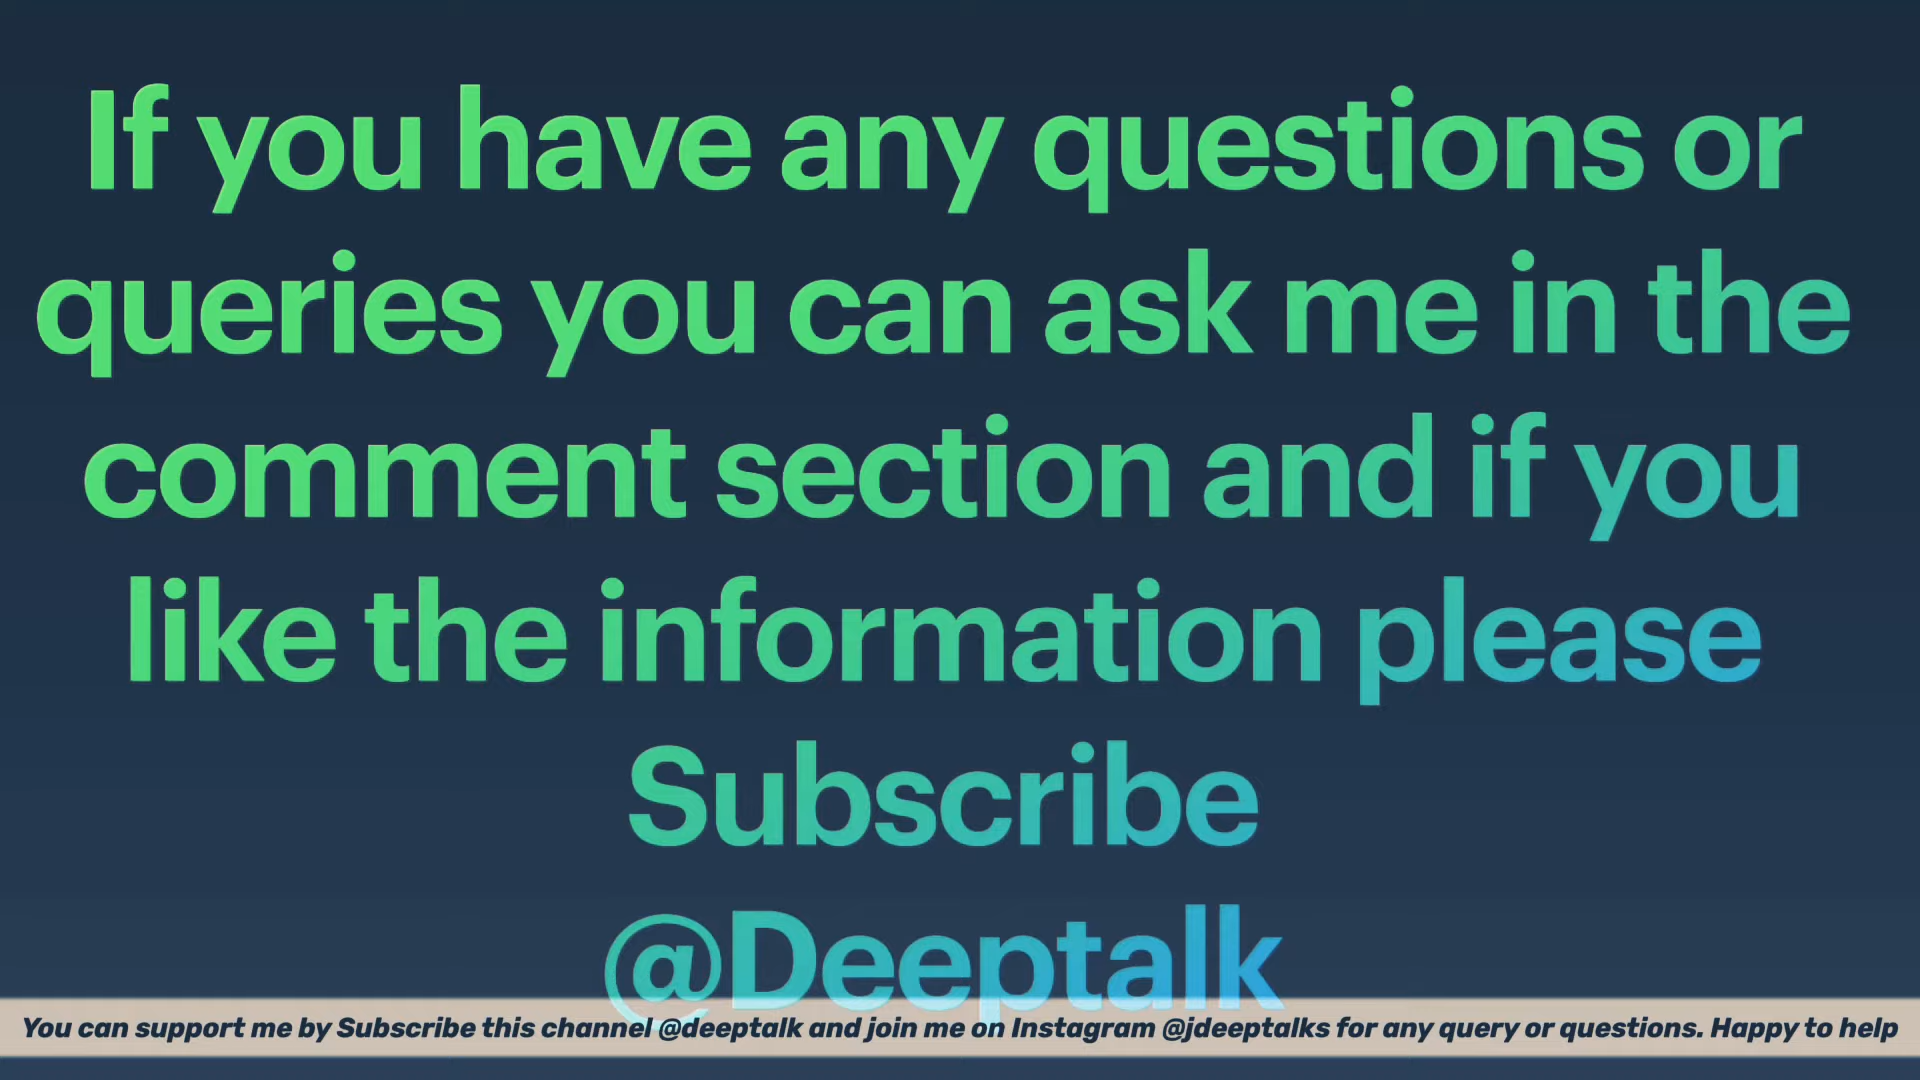 If you have any questions or
queries you can ask me in the
comment section and if you
like the information please
Subscribe
@Deeptalk
You can support me by Subscribe this channel @deeptalk and join me on Instagram @jdeeptalks for any query or questions. Happy to help